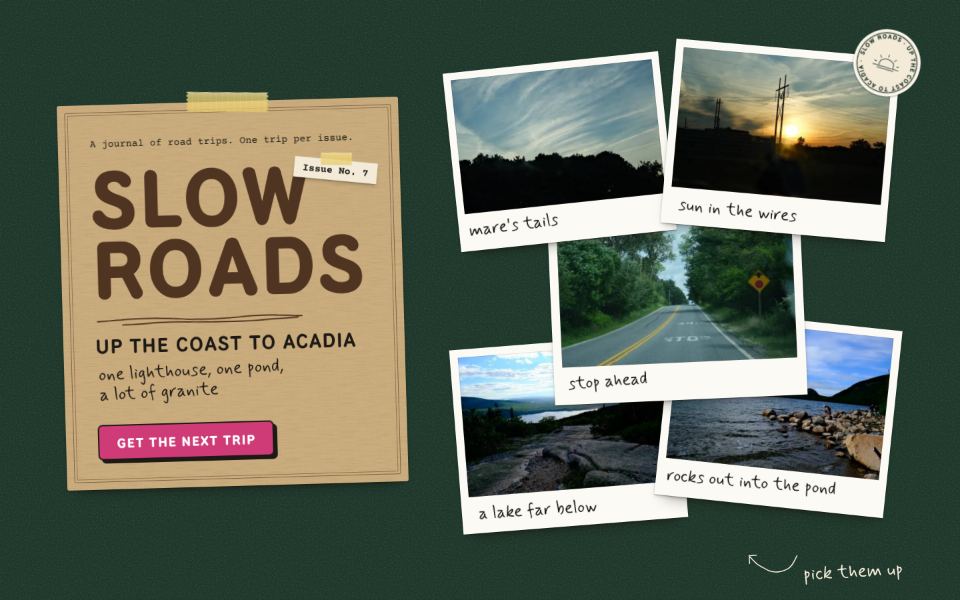 A journal of road trips. One trip per issue.
Issue No. 7
SLOW
ROADS
UP THE COAST TO ACADIA
one lighthouse, one pond,
a lot of granite
GET THE NEXT TRIP
mare's tails
sun in the wires
SLOW ROADS · UP THE COAST TO ACADIA ·
stop ahead
STOP
a lake far below
rocks out into the pond
pick them up